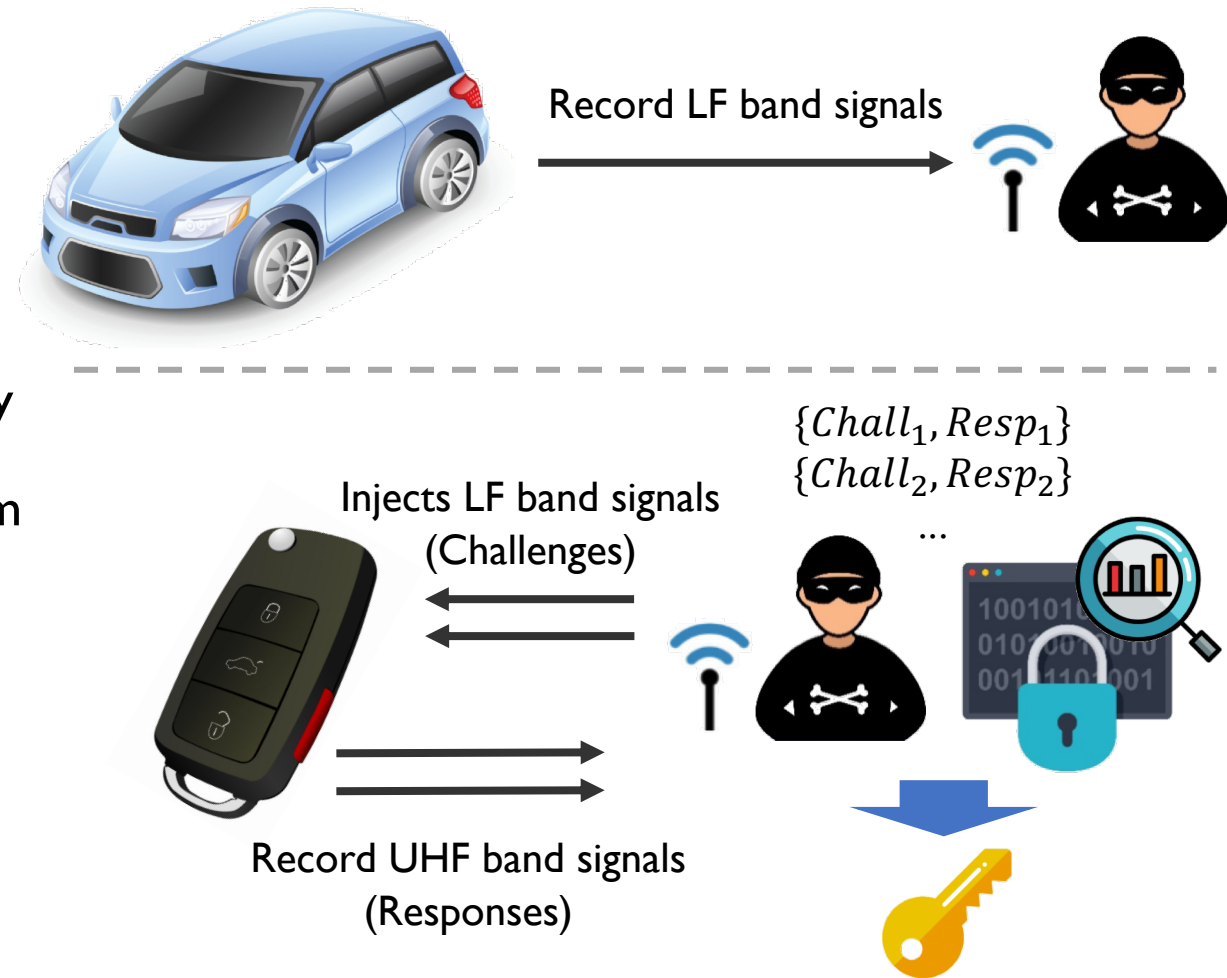 Record LF band signals
y
m
{Chall₁, Resp₁}
{Chall₂, Resp₂}
...
Injects LF band signals
(Challenges)
Record UHF band signals
(Responses)